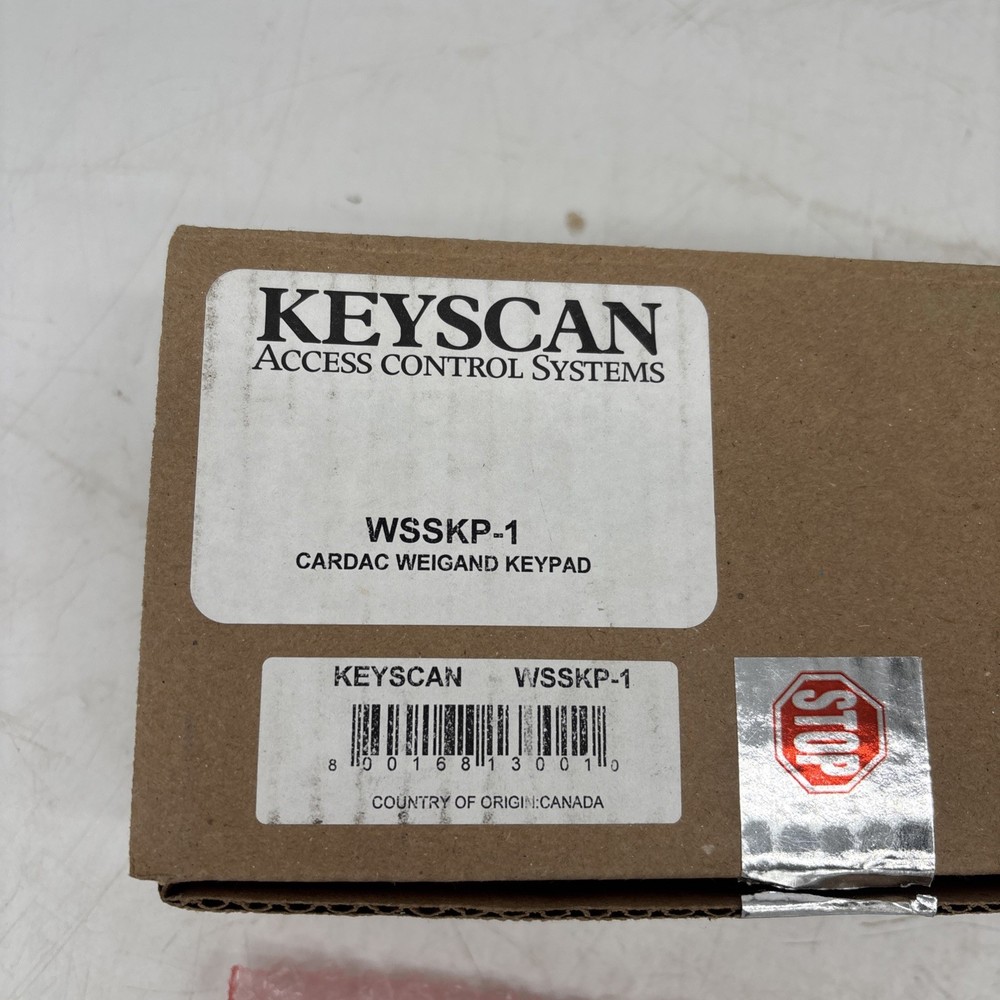 KEYSCAN
ACCESS CONTROL SYSTEMS
WSSKP-1
CARDAC WEIGAND KEYPAD
KEYSCAN WSSKP-1
8 00168 13001 0
COUNTRY OF ORIGIN:CANADA
STOP